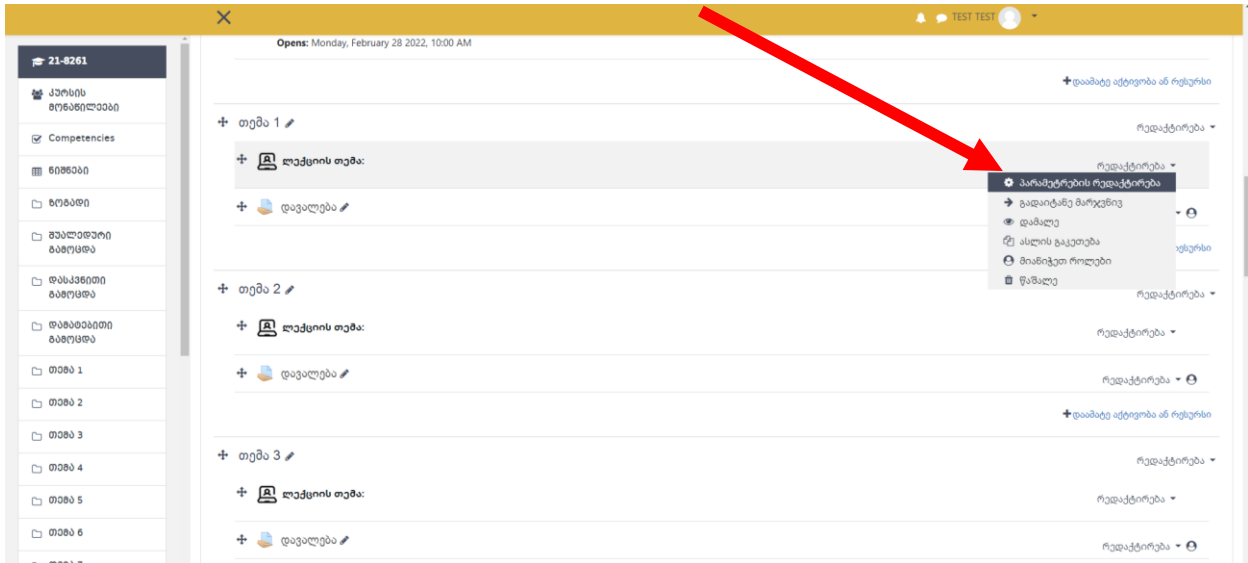 TEST TEST
21-8261
კურსის
მონაწილეები
Competencies
ნიშნები
ზოგადი
შუალედური
გამოცდა
დასკვნითი
გამოცდა
დამატებითი
გამოცდა
თემა 1
თემა 2
თემა 3
თემა 4
თემა 5
თემა 6
Opens: Monday, February 28 2022, 10:00 AM
დაამატე აქტივობა ან რესურსი
თემა 1
რედაქტირება
ლექციის თემა:
რედაქტირება
პარამეტრების რედაქტირება
გადაიტანე მარჯვნივ
დამალე
ასლის გაკეთება
მიანიჭეთ როლები
წაშალე
დავალება
რესურსი
თემა 2
რედაქტირება
ლექციის თემა:
რედაქტირება
დავალება
რედაქტირება
დაამატე აქტივობა ან რესურსი
თემა 3
რედაქტირება
ლექციის თემა:
რედაქტირება
დავალება
რედაქტირება